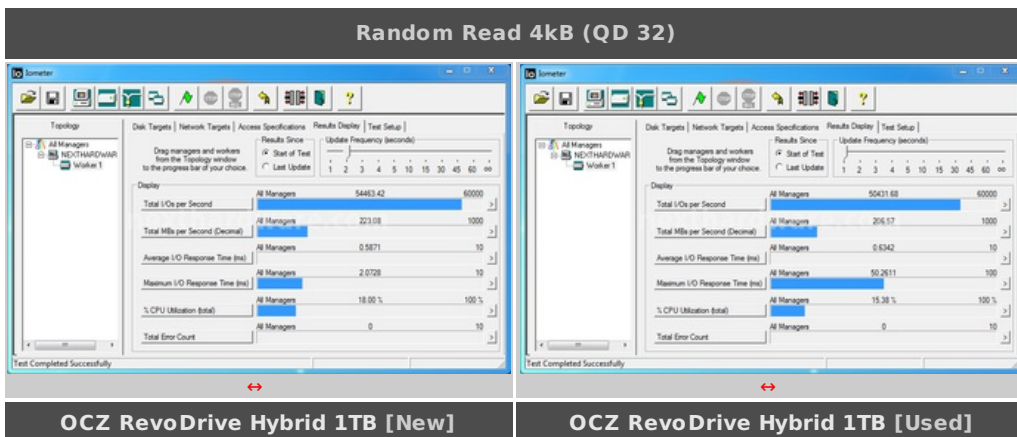 Random Read 4kB (QD 32)
Iometer
Topology
All Managers
NEXTHARDWAR
Worker 1
Disk Targets | Network Targets | Access Specifications | Results Display | Test Setup
Drag managers and workers
from the Topology window
to the progress bar of your choice.
Results Since
Start of Test
Last Update
Update Frequency (seconds)
1 2 3 4 5 10 15 30 45 60 oo
Display
All Managers 54463.42 60000
Total I/Os per Second
All Managers 223.08 1000
Total MBs per Second (Decimal)
All Managers 0.5871 10
Average I/O Response Time (ms)
All Managers 2.0728 10
Maximum I/O Response Time (ms)
All Managers 18.00 % 100 %
% CPU Utilization (total)
All Managers 0 10
Total Error Count
Test Completed Successfully
OCZ RevoDrive Hybrid 1TB [New]
Iometer
Topology
All Managers
NEXTHARDWAR
Worker 1
Disk Targets | Network Targets | Access Specifications | Results Display | Test Setup
Drag managers and workers
from the Topology window
to the progress bar of your choice.
Results Since
Start of Test
Last Update
Update Frequency (seconds)
1 2 3 4 5 10 15 30 45 60 oo
Display
All Managers 50431.68 60000
Total I/Os per Second
All Managers 206.57 1000
Total MBs per Second (Decimal)
All Managers 0.6342 10
Average I/O Response Time (ms)
All Managers 50.2611 100
Maximum I/O Response Time (ms)
All Managers 15.38 % 100 %
% CPU Utilization (total)
All Managers 0 10
Total Error Count
Test Completed Successfully
OCZ RevoDrive Hybrid 1TB [Used]